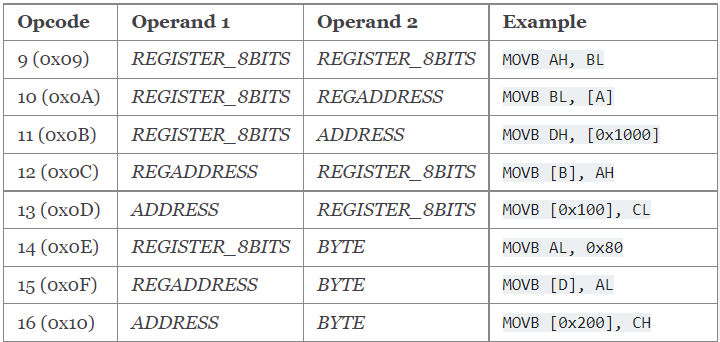 Opcode Operand 1 Operand 2 Example
9 (0x09) REGISTER_8BITS REGISTER_8BITS MOVB AH, BL
10 (0x0A) REGISTER_8BITS REGADDRESS MOVB BL, [A]
11 (0x0B) REGISTER_8BITS ADDRESS MOVB DH, [0x1000]
12 (0x0C) REGADDRESS REGISTER_8BITS MOVB [B], AH
13 (0x0D) ADDRESS REGISTER_8BITS MOVB [0x100], CL
14 (0x0E) REGISTER_8BITS BYTE MOVB AL, 0x80
15 (0x0F) REGADDRESS BYTE MOVB [D], AL
16 (0x10) ADDRESS BYTE MOVB [0x200], CH